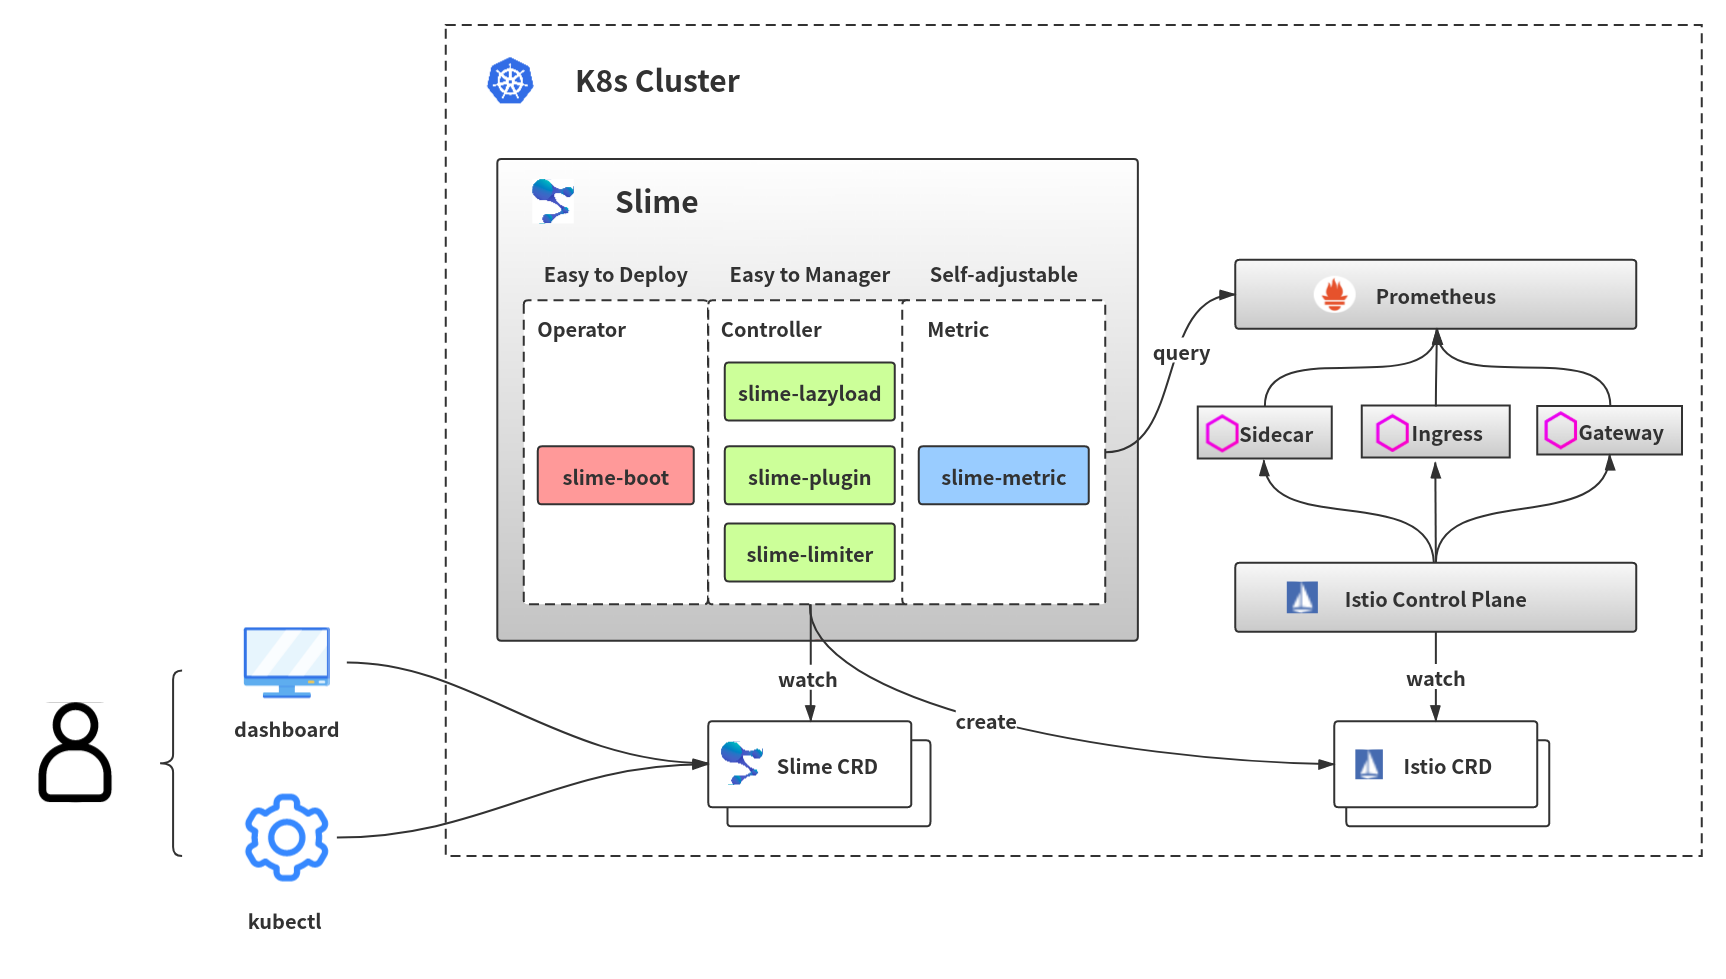 K8s Cluster
Slime
Easy to Deploy
Easy to Manager
Self-adjustable
Operator
Controller
Metric
slime-lazyload
slime-boot
slime-plugin
slime-metric
slime-limiter
query
Prometheus
Sidecar
Ingress
Gateway
Istio Control Plane
watch
create
watch
dashboard
Slime CRD
Istio CRD
kubectl